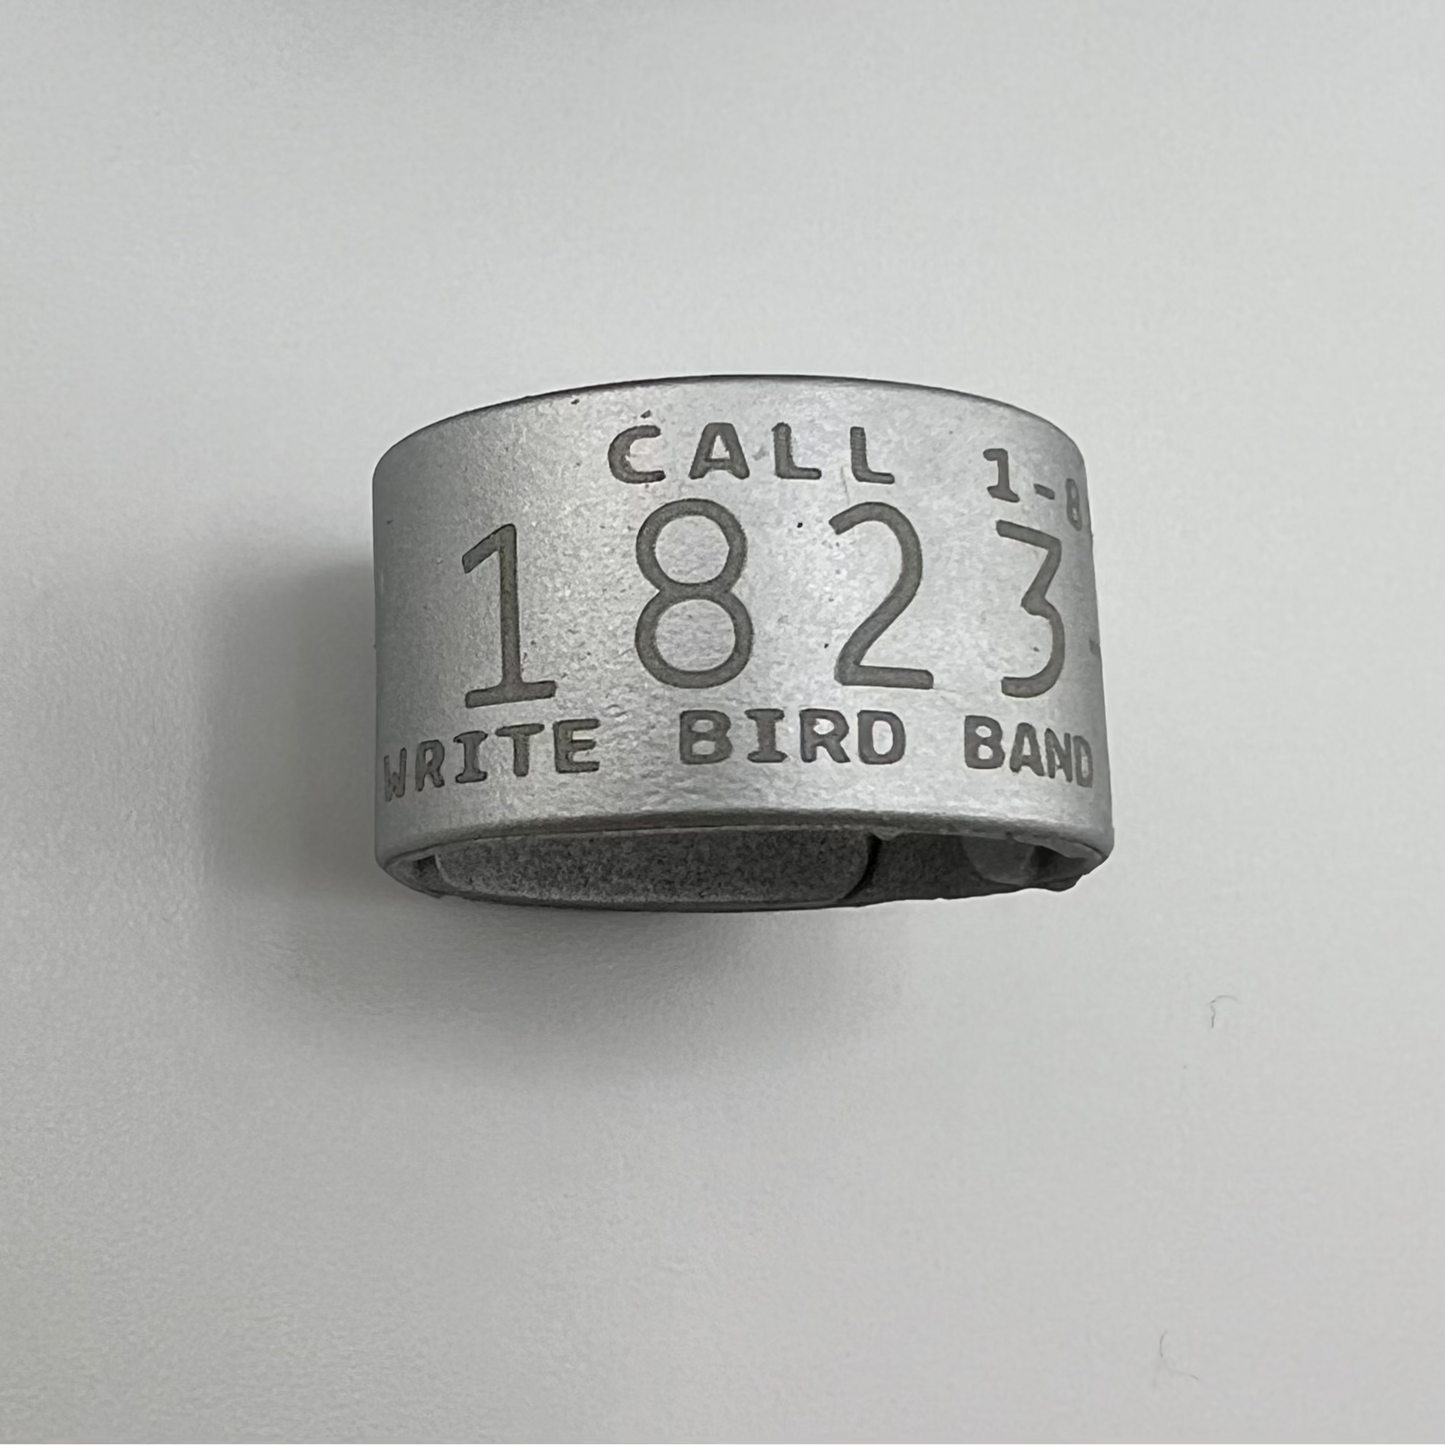 CALL 1-8
1823-
WRITE BIRD BAND